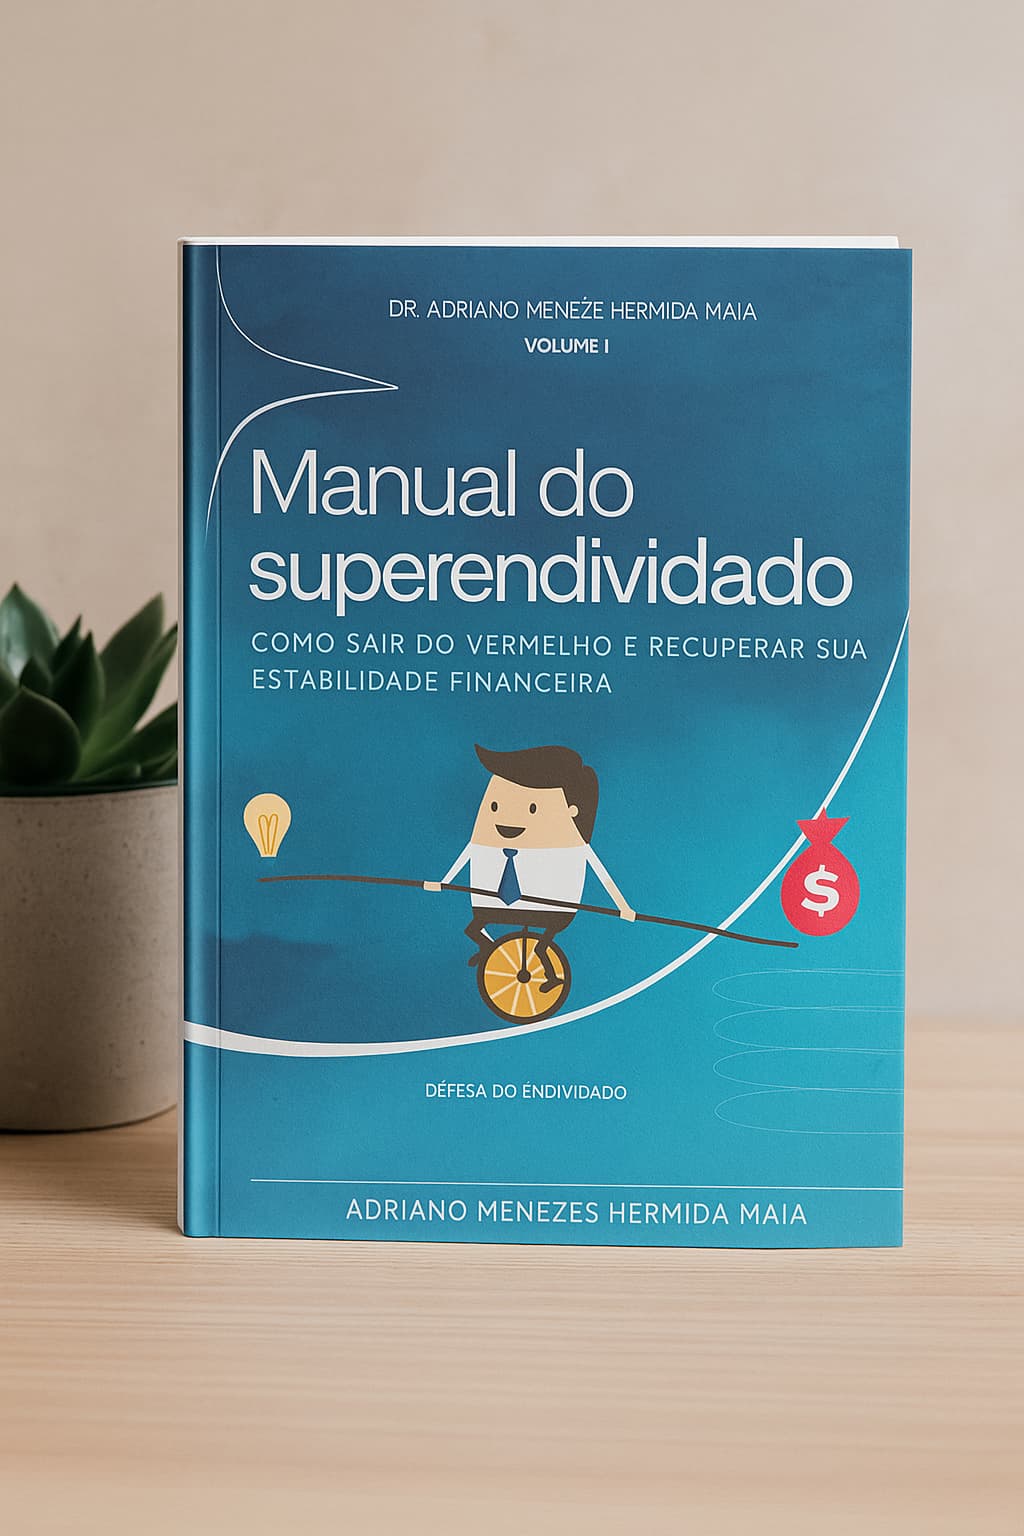 DR. ADRIANO MENEŻE HERMIDA MAIA
VOLUME I
Manual do
superendividado
COMO SAIR DO VERMELHO E RECUPERAR SUA
ESTABILIDADE FINANCEIRA
$
DÉFESA DO ÉNDIVIDADO
ADRIANO MENEZES HERMIDA MAIA